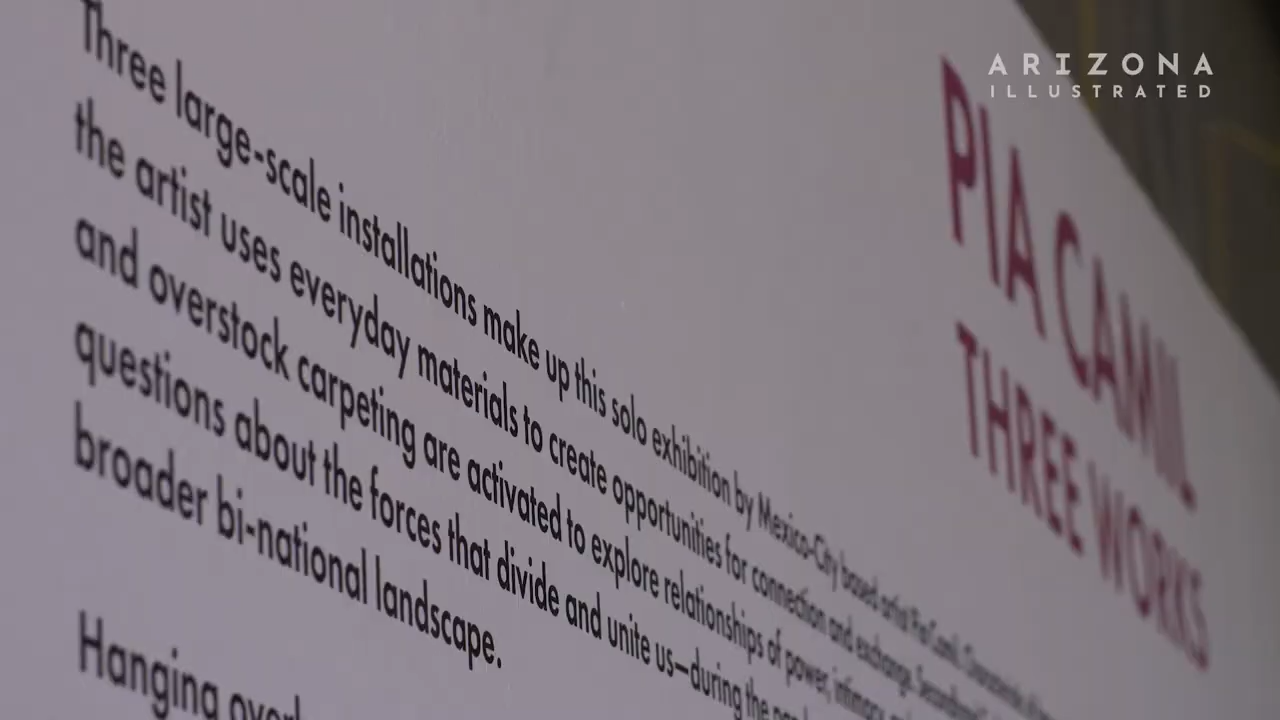 ARIZONA
ILLUSTRATED
PIA CAMIL
THREE WORKS
Three large-scale installations make up this solo exhibition by Mexico-City based artist Pia Camil.
the artist uses everyday materials to create opportunities for connection and exchange.
and overstock carpeting are activated to explore relationships of power, intimacy,
questions about the forces that divide and unite us—during the
broader bi-national landscape.
Hanging